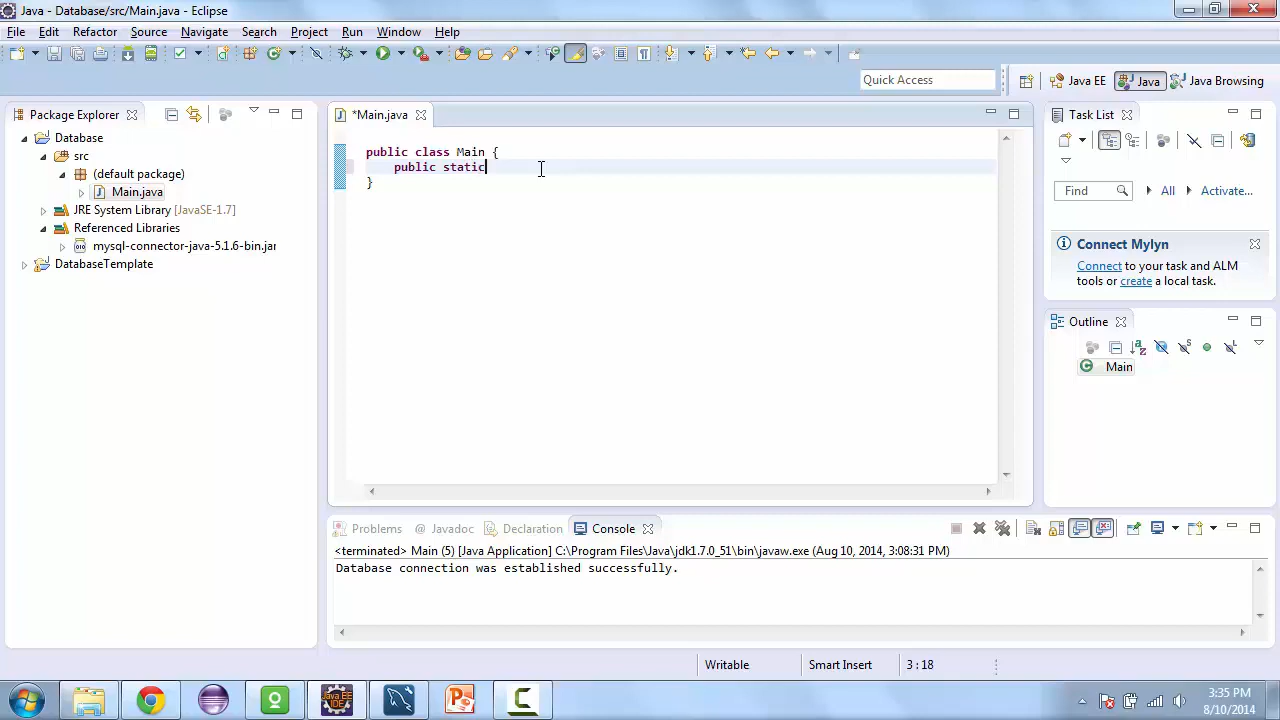 Java - Database/src/Main.java - Eclipse
File Edit Refactor Source Navigate Search Project Run Window Help
Quick Access
Java EE Java Java Browsing
Package Explorer
*Main.java
Task List
Database
src
(default package)
Main.java
JRE System Library [JavaSE-1.7]
Referenced Libraries
mysql-connector-java-5.1.6-bin.jar
DatabaseTemplate
public class Main {
public static
}
Find All Activate...
Connect Mylyn
Connect to your task and ALM
tools or create a local task.
Outline
Main
Problems @ Javadoc Declaration Console
<terminated> Main (5) [Java Application] C:\Program Files\Java\jdk1.7.0_51\bin\javaw.exe (Aug 10, 2014, 3:08:31 PM)
Database connection was established successfully.
Writable Smart Insert 3 : 18
Java EE
IDE
3:35 PM
8/10/2014